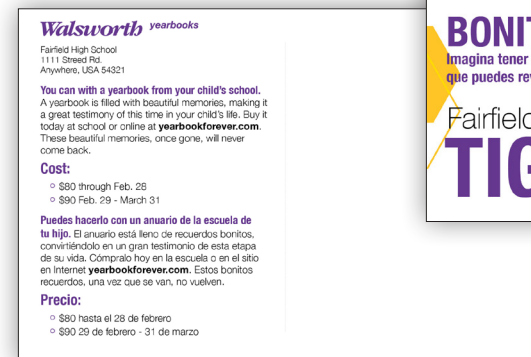 Walsworth yearbooks
Fairfield High School
1111 Streed Rd.
Anywhere, USA 54321
You can with a yearbook from your child's school.
A yearbook is filled with beautiful memories, making it
a great testimony of this time in your child's life. Buy it
today at school or online at yearbookforever.com.
These beautiful memories, once gone, will never
come back.
Cost:
$80 through Feb. 28
$90 Feb. 29 - March 31
Puedes hacerlo con un anuario de la escuela de
tu hijo. El anuario está lleno de recuerdos bonitos,
convirtiéndolo en un gran testimonio de esta etapa
de su vida. Cómpralo hoy en la escuela o en el sitio
en Internet yearbookforever.com. Estos bonitos
recuerdos, una vez que se van, no vuelven.
Precio:
$80 hasta el 28 de febrero
$90 29 de febrero - 31 de marzo
BONIT
Imagina tener
que puedes re
Fairfield
TIG